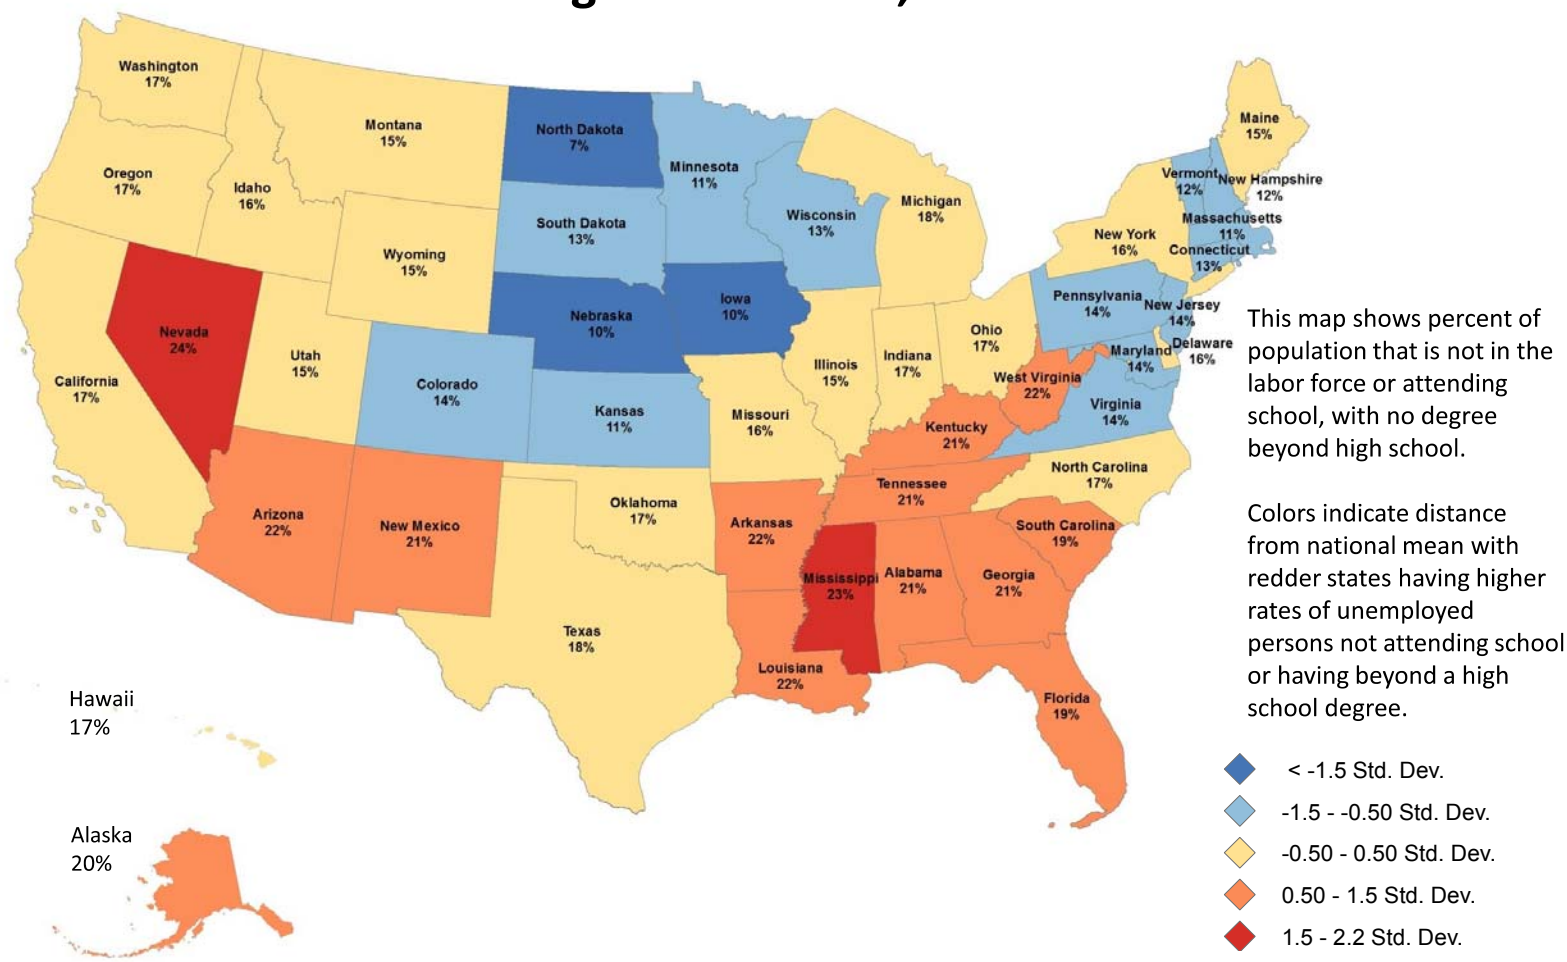 Washington
17%
Montana
15%
North Dakota
7%
Minnesota
11%
Maine
15%
Oregon
17%
Idaho
16%
Wyoming
15%
South Dakota
13%
Wisconsin
13%
Michigan
18%
New York
16%
Vermont
12%
New Hampshire
12%
Massachusetts
11%
Connecticut
13%
Nevada
24%
Utah
15%
California
17%
Colorado
14%
Nebraska
10%
Iowa
10%
Kansas
11%
Missouri
16%
Illinois
15%
Indiana
17%
Ohio
17%
Pennsylvania
14%
New Jersey
14%
Maryland
14%
Delaware
16%
West Virginia
22%
Virginia
14%
Kentucky
21%
Tennessee
21%
North Carolina
17%
South Carolina
19%
Arizona
22%
New Mexico
21%
Oklahoma
17%
Arkansas
22%
Texas
18%
Louisiana
22%
Mississippi
23%
Alabama
21%
Georgia
21%
Florida
19%
Hawaii
17%
Alaska
20%
This map shows percent of
population that is not in the
labor force or attending
school, with no degree
beyond high school.
Colors indicate distance
from national mean with
redder states having higher
rates of unemployed
persons not attending school
or having beyond a high
school degree.
< -1.5 Std. Dev.
-1.5 - -0.50 Std. Dev.
-0.50 - 0.50 Std. Dev.
0.50 - 1.5 Std. Dev.
1.5 - 2.2 Std. Dev.